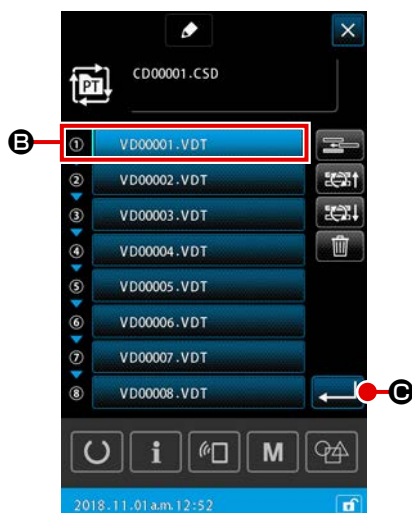 PT
CD00001.CSD
B
① VD00001.VDT
② VD00002.VDT
③ VD00003.VDT
④ VD00004.VDT
⑤ VD00005.VDT
⑥ VD00006.VDT
⑦ VD00007.VDT
⑧ VD00008.VDT
C
i M
2018.11.01 a.m.12:52